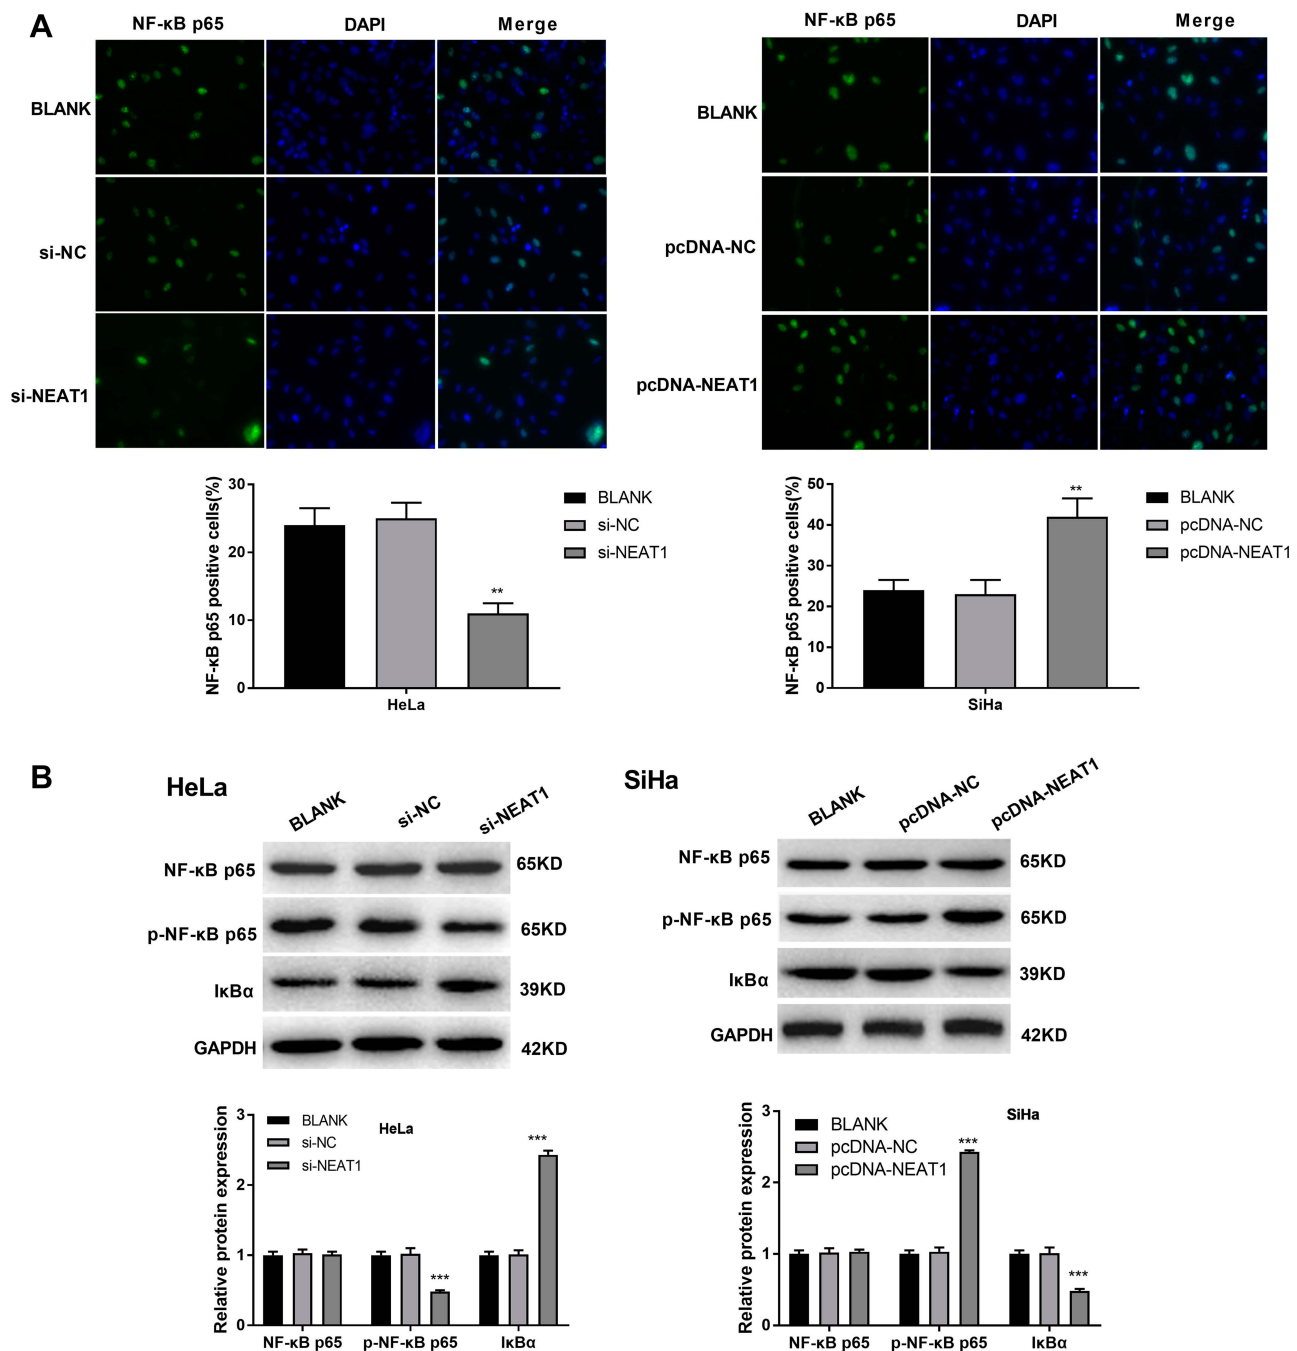 A
NF-κB p65 DAPI Merge
NF-κB p65 DAPI Merge
BLANK
si-NC
si-NEAT1
BLANK
pcDNA-NC
pcDNA-NEAT1
NF-κB p65 positive cells(%)
30
20
10
0
**
HeLa
BLANK
si-NC
si-NEAT1
NF-κB p65 positive cells(%)
50
40
30
20
10
0
**
SiHa
BLANK
pcDNA-NC
pcDNA-NEAT1
B
HeLa
BLANK si-NC si-NEAT1
NF-κB p65 65KD
p-NF-κB p65 65KD
IκBα 39KD
GAPDH 42KD
SiHa
BLANK pcDNA-NC pcDNA-NEAT1
NF-κB p65 65KD
p-NF-κB p65 65KD
IκBα 39KD
GAPDH 42KD
Relative protein expression
3
2
1
0
BLANK
si-NC
si-NEAT1
HeLa
***
***
NF-κB p65 p-NF-κB p65 IκBα
Relative protein expression
3
2
1
0
BLANK
pcDNA-NC
pcDNA-NEAT1
SiHa
***
***
NF-κB p65 p-NF-κB p65 IκBα